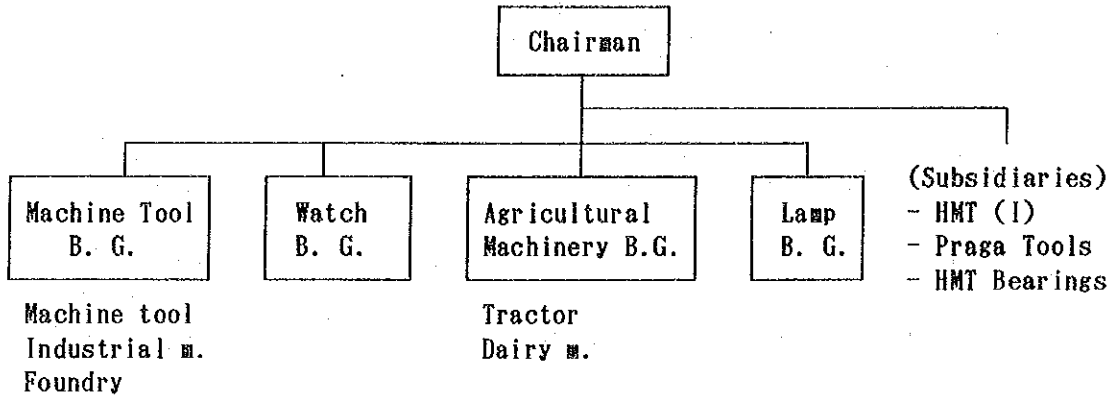 Chairman
Machine Tool
B. G.
Watch
B. G.
Agricultural
Machinery B.G.
Lamp
B. G.
(Subsidiaries)
- HMT (I)
- Praga Tools
- HMT Bearings
Machine tool
Industrial m.
Foundry
Tractor
Dairy m.